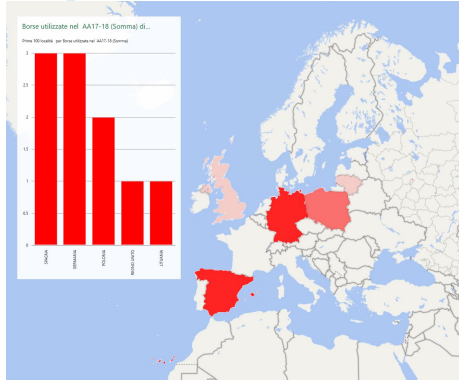 Borse utilizzate nel AA17-18 (Somma) di...
Prime 100 località per Borse utilizzate nel AA17-18 (Somma)
3
2.5
2
1.5
1
0.5
0
SPAGNA
GERMANIA
POLONIA
REGNO UNITO
LITUANIA